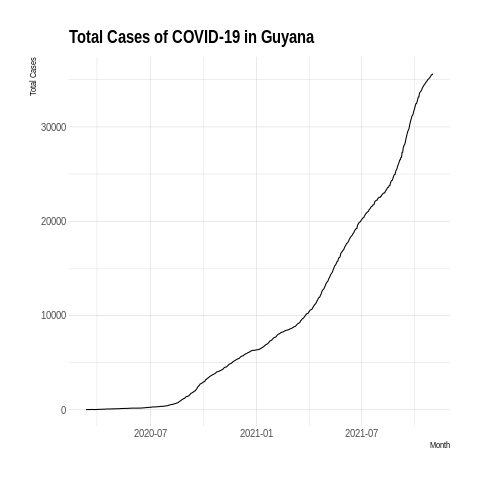 Total Cases of COVID-19 in Guyana
Total Cases
30000
20000
10000
0
2020-07 2021-01 2021-07
Month